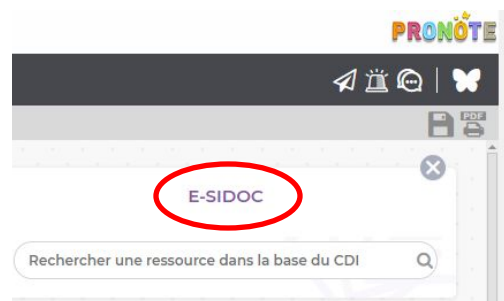 PRONOTE
PDF
E-SIDOC
Rechercher une ressource dans la base du CDI